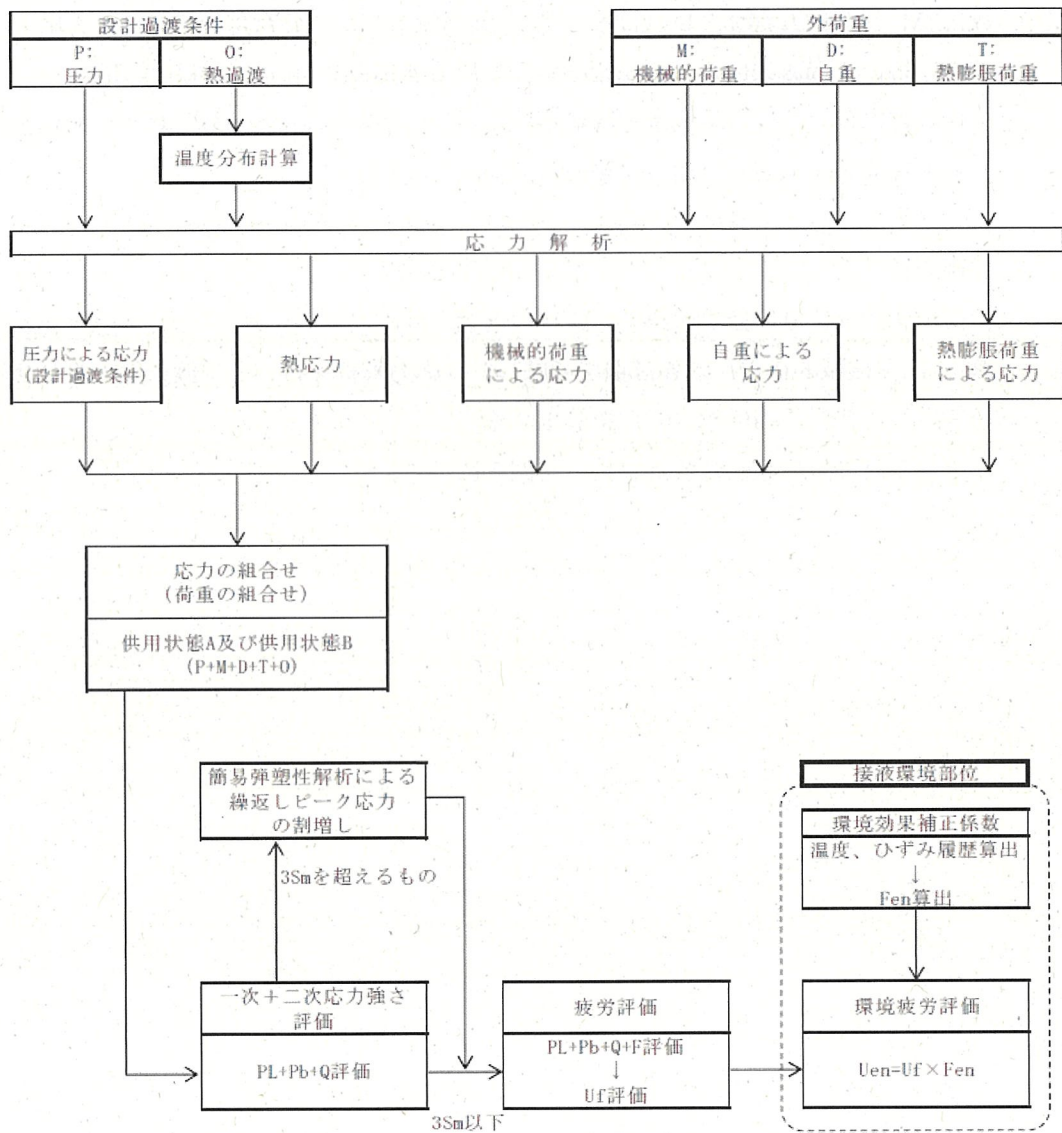 設計過渡条件
P:
圧力
O:
熱過渡
外荷重
M:
機械的荷重
D:
自重
T:
熱膨脹荷重
温度分布計算
応力解析
圧力による応力
(設計過渡条件)
熱応力
機械的荷重
による応力
自重による
応力
熱膨脹荷重
による応力
応力の組合せ
(荷重の組合せ)
供用状態A及び供用状態B
(P+M+D+T+O)
簡易弾塑性解析による
繰返しピーク応力
の割増し
3Smを超えるもの
一次+二次応力強さ
評価
PL+Pb+Q評価
3Sm以下
疲労評価
PL+Pb+Q+F評価
↓
Uf評価
接液環境部位
環境効果補正係数
温度、ひずみ履歴算出
↓
Fen算出
環境疲労評価
Uen=Uf×Fen